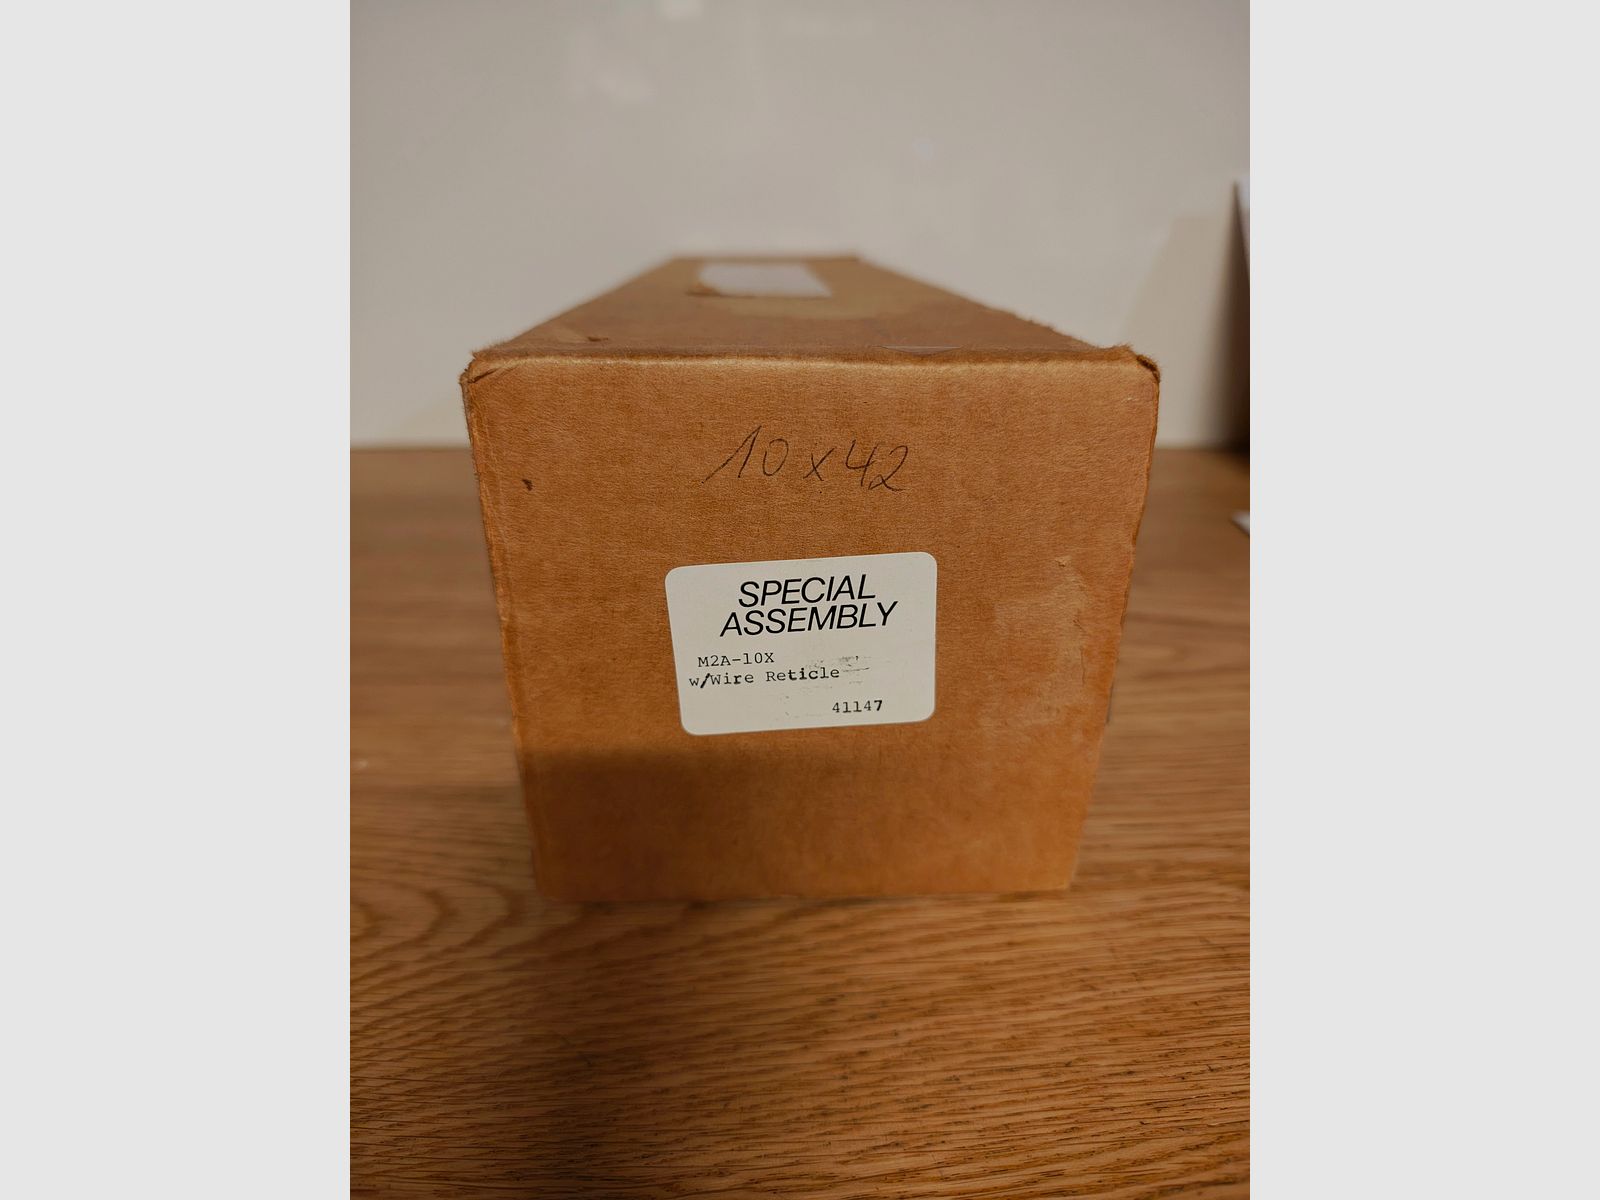 10 x 42
SPECIAL
ASSEMBLY
M2A-10X
w/Wire Reticle
41147